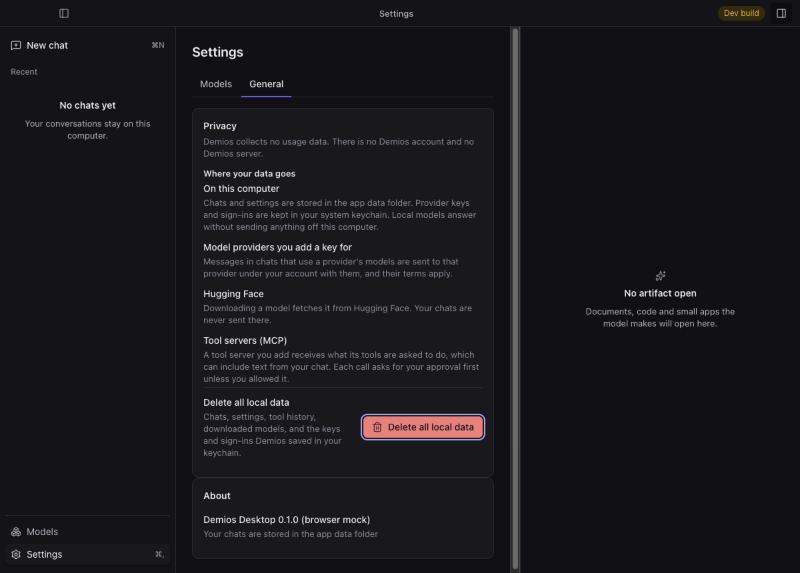 Settings
Dev build
New chat
⌘N
Recent
No chats yet
Your conversations stay on this
computer.
Models
Settings
⌘,
Settings
Models
General
Privacy
Demios collects no usage data. There is no Demios account and no
Demios server.
Where your data goes
On this computer
Chats and settings are stored in the app data folder. Provider keys
and sign-ins are kept in your system keychain. Local models answer
without sending anything off this computer.
Model providers you add a key for
Messages in chats that use a provider's models are sent to that
provider under your account with them, and their terms apply.
Hugging Face
Downloading a model fetches it from Hugging Face. Your chats are
never sent there.
Tool servers (MCP)
A tool server you add receives what its tools are asked to do, which
can include text from your chat. Each call asks for your approval first
unless you allowed it.
Delete all local data
Chats, settings, tool history,
downloaded models, and the keys
and sign-ins Demios saved in your
keychain.
Delete all local data
About
Demios Desktop 0.1.0 (browser mock)
Your chats are stored in the app data folder
No artifact open
Documents, code and small apps the
model makes will open here.